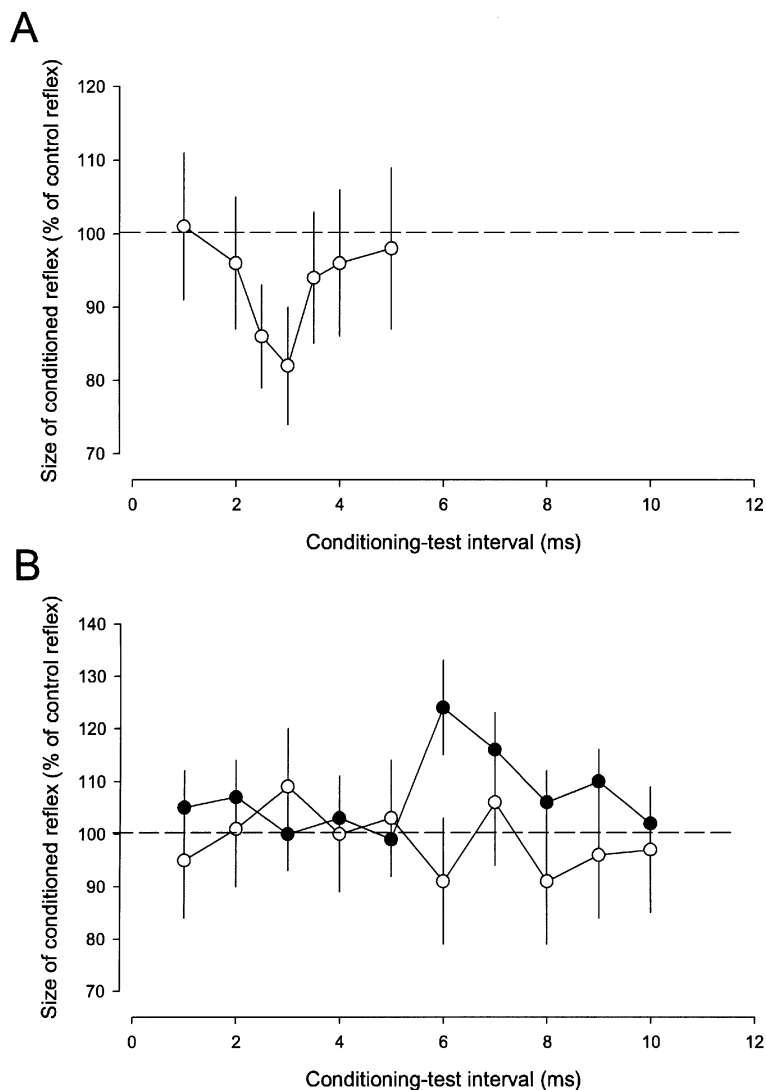 A
Size of conditioned reflex (% of control reflex)
120
110
100
90
80
70
0 2 4 6 8 10 12
Conditioning-test interval (ms)
B
Size of conditioned reflex (% of control reflex)
140
130
120
110
100
90
80
70
0 2 4 6 8 10 12
Conditioning-test interval (ms)